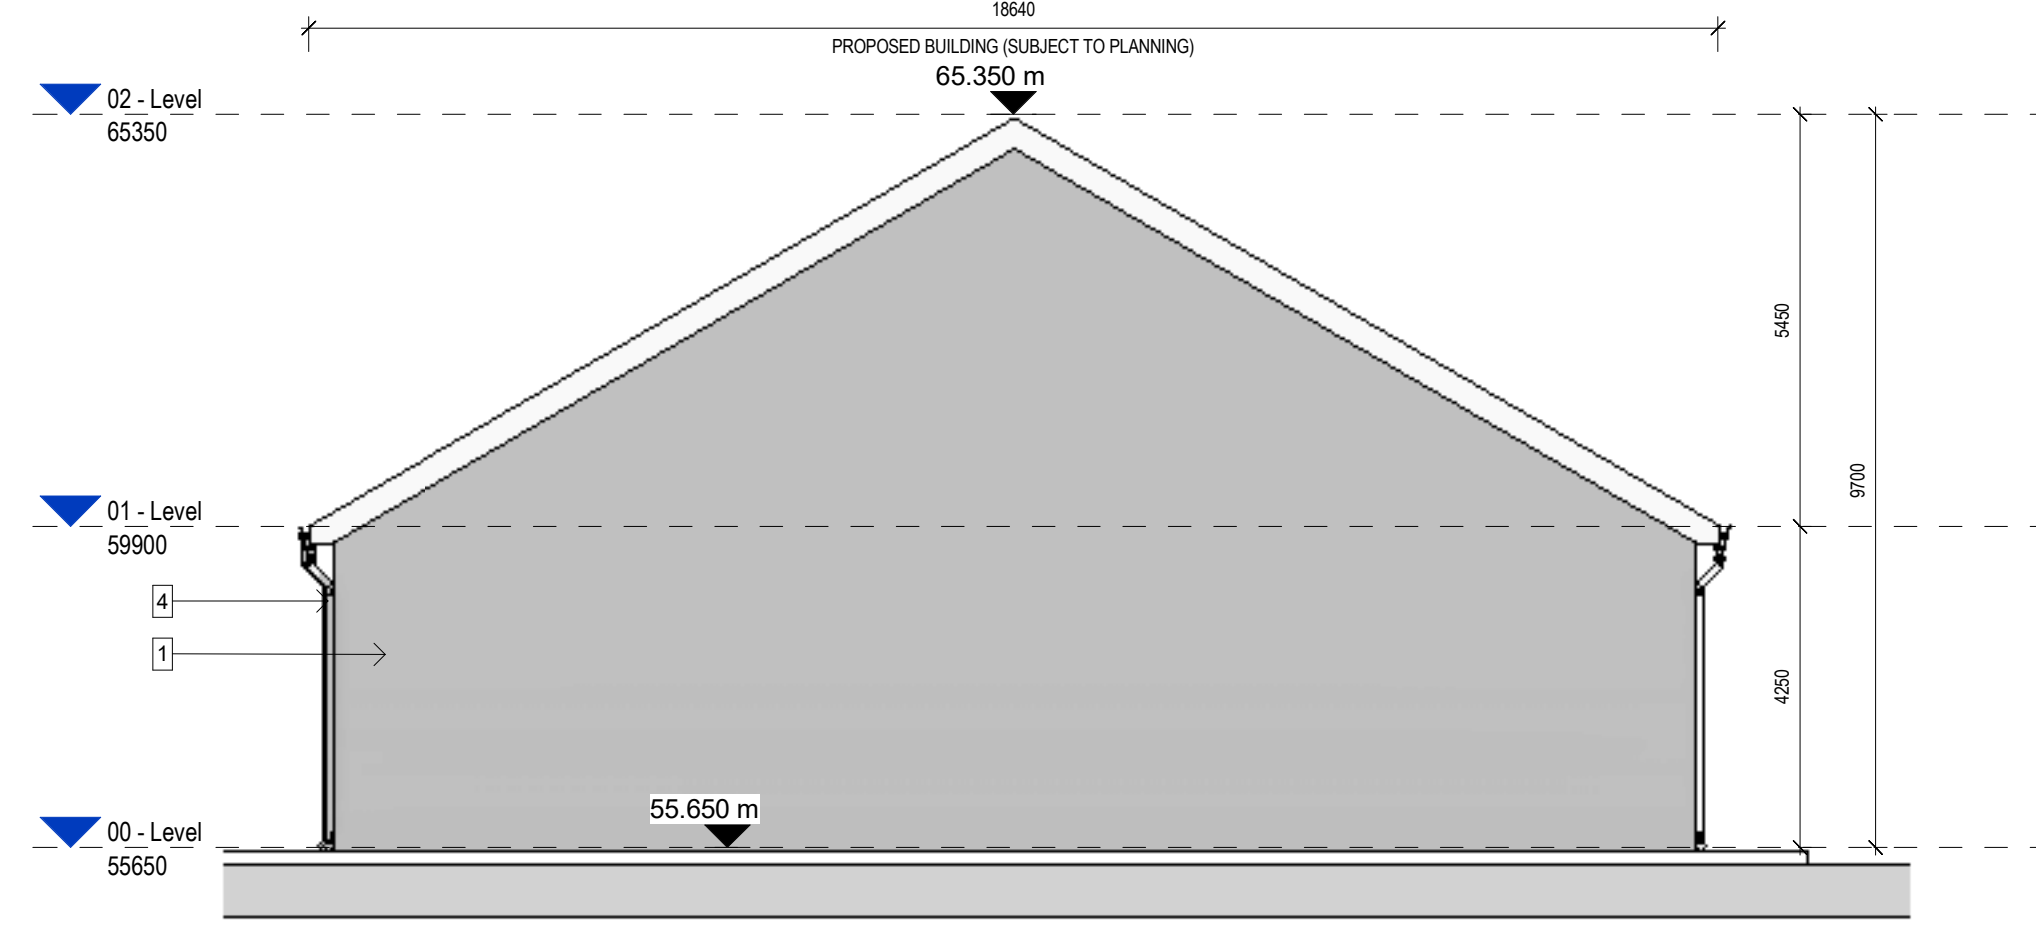 18640
PROPOSED BUILDING (SUBJECT TO PLANNING)
65.350 m
02 - Level
65350
5450
9700
01 - Level
59900
4
1
4250
55.650 m
00 - Level
55650